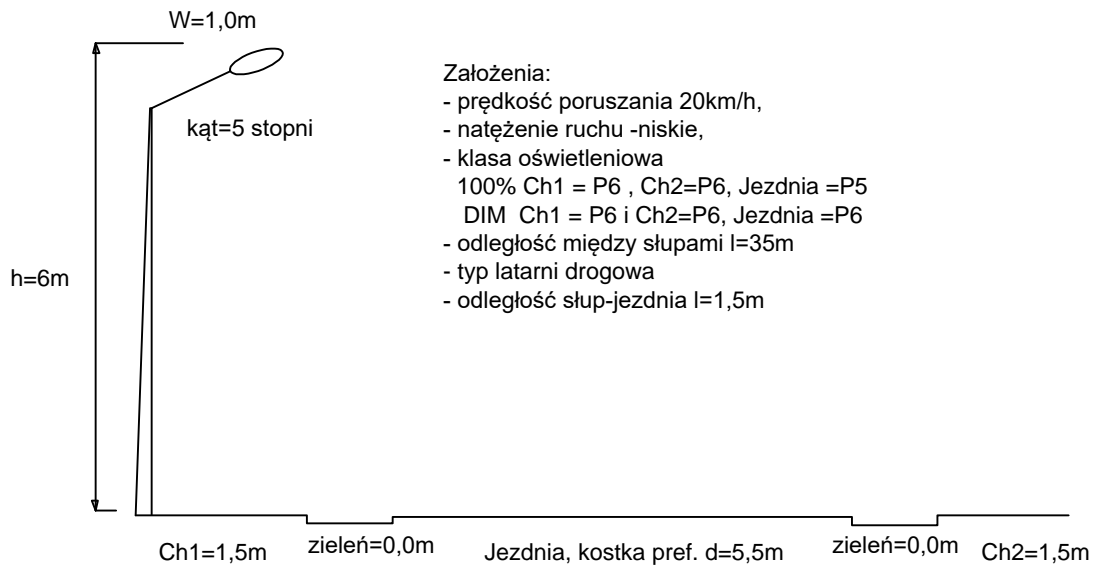 W=1,0m
kąt=5 stopni
h=6m
Założenia:
- prędkość poruszania 20km/h,
- natężenie ruchu -niskie,
- klasa oświetleniowa
100% Ch1 = P6 , Ch2=P6, Jezdnia =P5
DIM Ch1 = P6 i Ch2=P6, Jezdnia =P6
- odległość między słupami l=35m
- typ latarni drogowa
- odległość słup-jezdnia l=1,5m
Ch1=1,5m
zieleń=0,0m
Jezdnia, kostka pref. d=5,5m
zieleń=0,0m
Ch2=1,5m